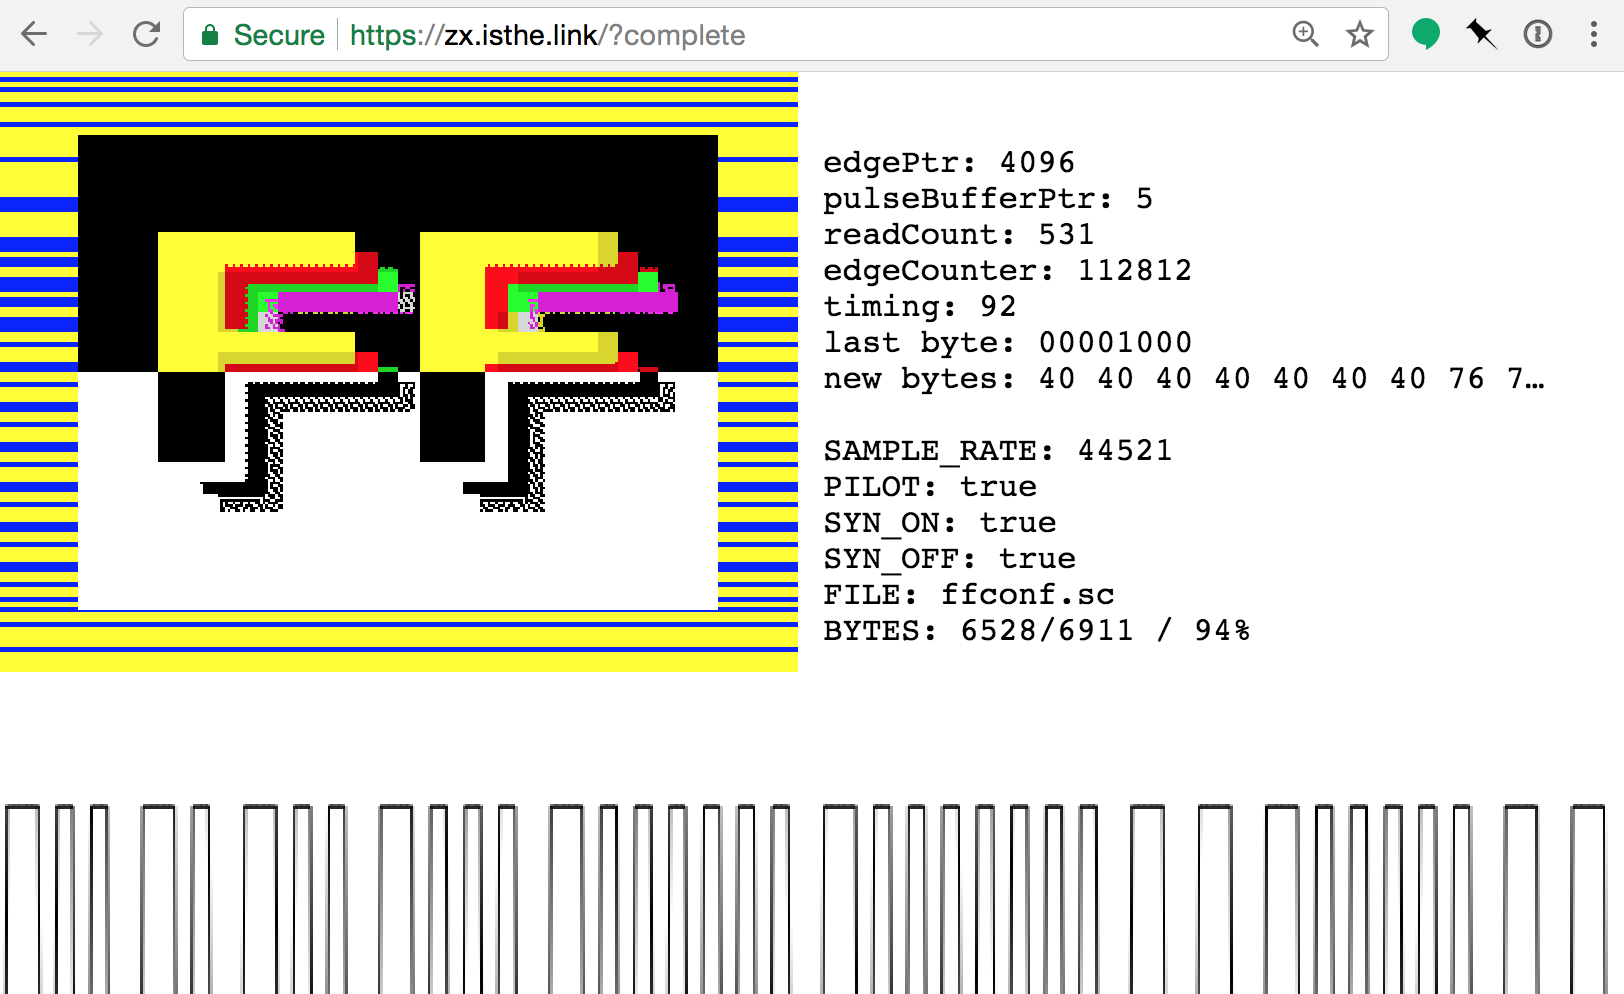 Secure https://zx.isthe.link/?complete
FF
edgePtr: 4096
pulseBufferPtr: 5
readCount: 531
edgeCounter: 112812
timing: 92
last byte: 00001000
new bytes: 40 40 40 40 40 40 40 76 7…
SAMPLE_RATE: 44521
PILOT: true
SYN_ON: true
SYN_OFF: true
FILE: ffconf.sc
BYTES: 6528/6911 / 94%